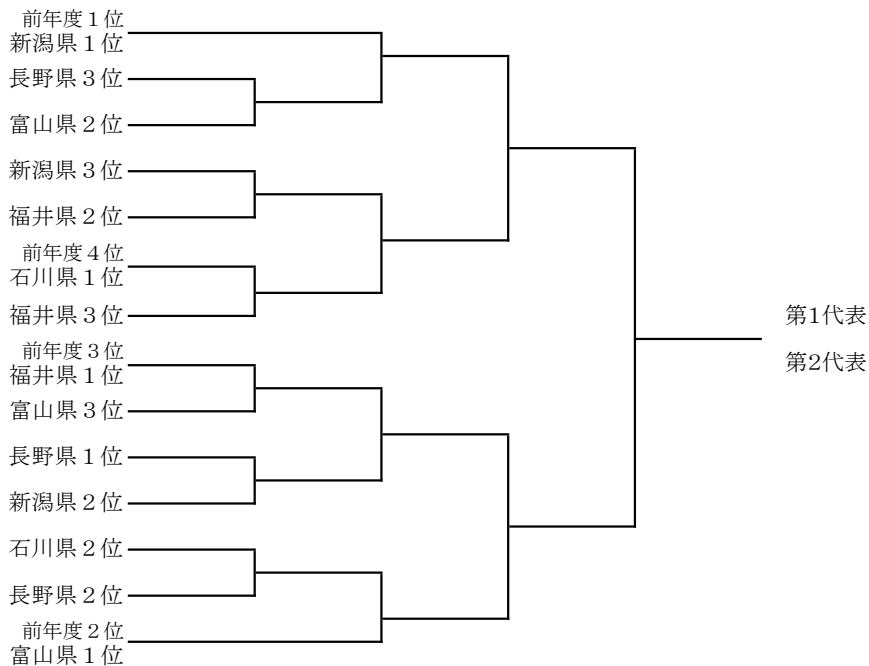 前年度１位
新潟県１位
長野県３位
富山県２位
新潟県３位
福井県２位
前年度４位
石川県１位
福井県３位
前年度３位
福井県１位
富山県３位
長野県１位
新潟県２位
石川県２位
長野県２位
前年度２位
富山県１位
第1代表
第2代表